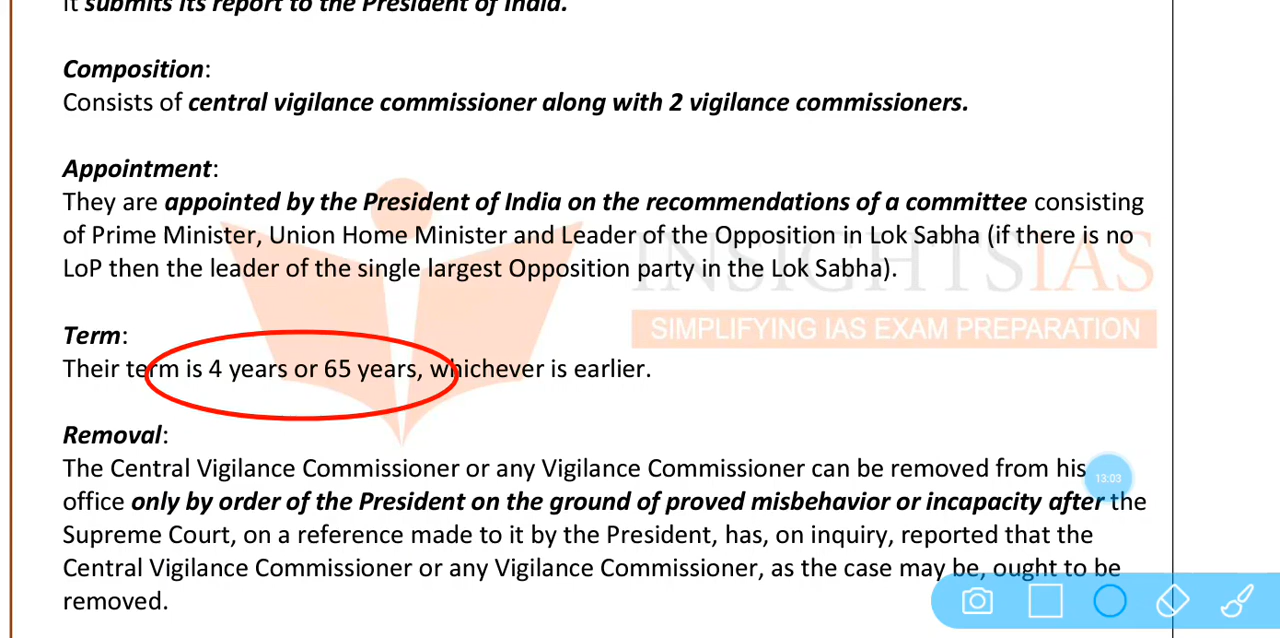 It submits its report to the President of India.
Composition:
Consists of central vigilance commissioner along with 2 vigilance commissioners.
Appointment:
They are appointed by the President of India on the recommendations of a committee consisting
of Prime Minister, Union Home Minister and Leader of the Opposition in Lok Sabha (if there is no
LoP then the leader of the single largest Opposition party in the Lok Sabha).
INSIGHTSIAS
SIMPLIFYING IAS EXAM PREPARATION
Term:
Their term is 4 years or 65 years, whichever is earlier.
Removal:
The Central Vigilance Commissioner or any Vigilance Commissioner can be removed from his
13:03
office only by order of the President on the ground of proved misbehavior or incapacity after the
Supreme Court, on a reference made to it by the President, has, on inquiry, reported that the
Central Vigilance Commissioner or any Vigilance Commissioner, as the case may be, ought to be
removed.